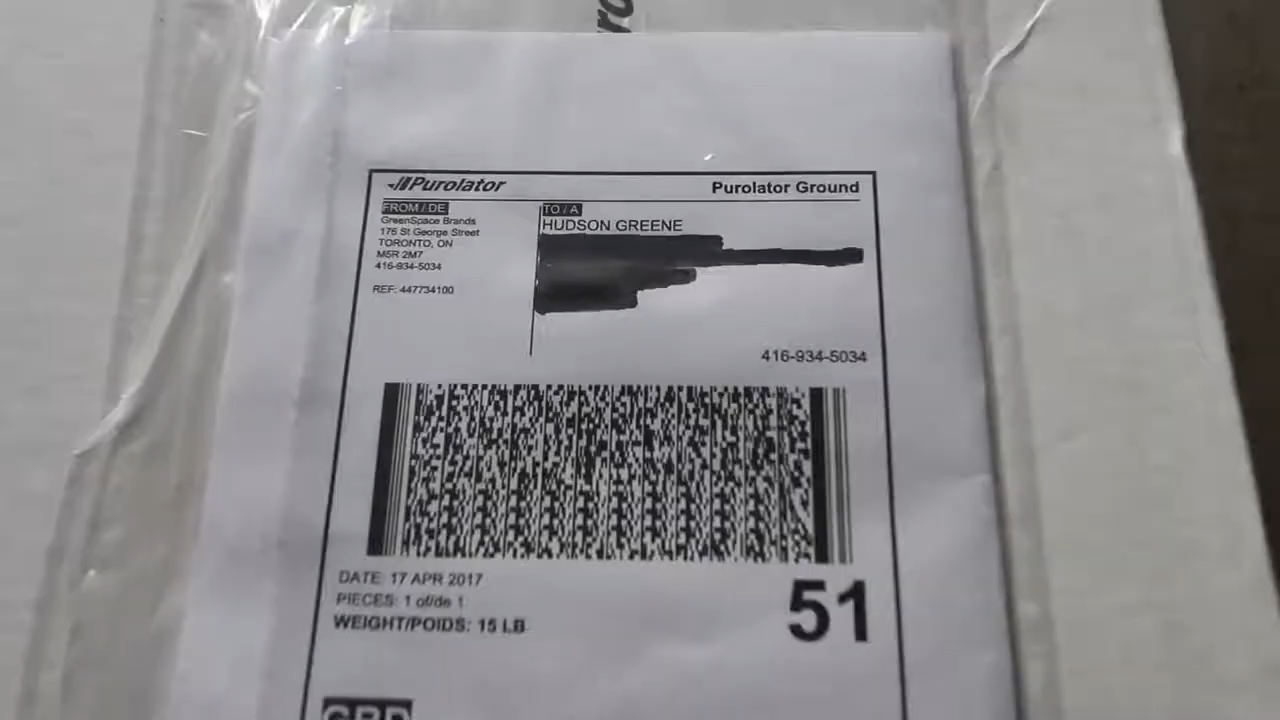 Purolator
Purolator Ground
FROM / DE
GreenSpace Brands
176 St George Street
TORONTO, ON
M5R 2M7
416-934-5034
REF: 447734100
TO / A
HUDSON GREENE
416-934-5034
DATE: 17 APR 2017
PIECES: 1 of/de 1
WEIGHT/POIDS: 15 LB
51
GRD